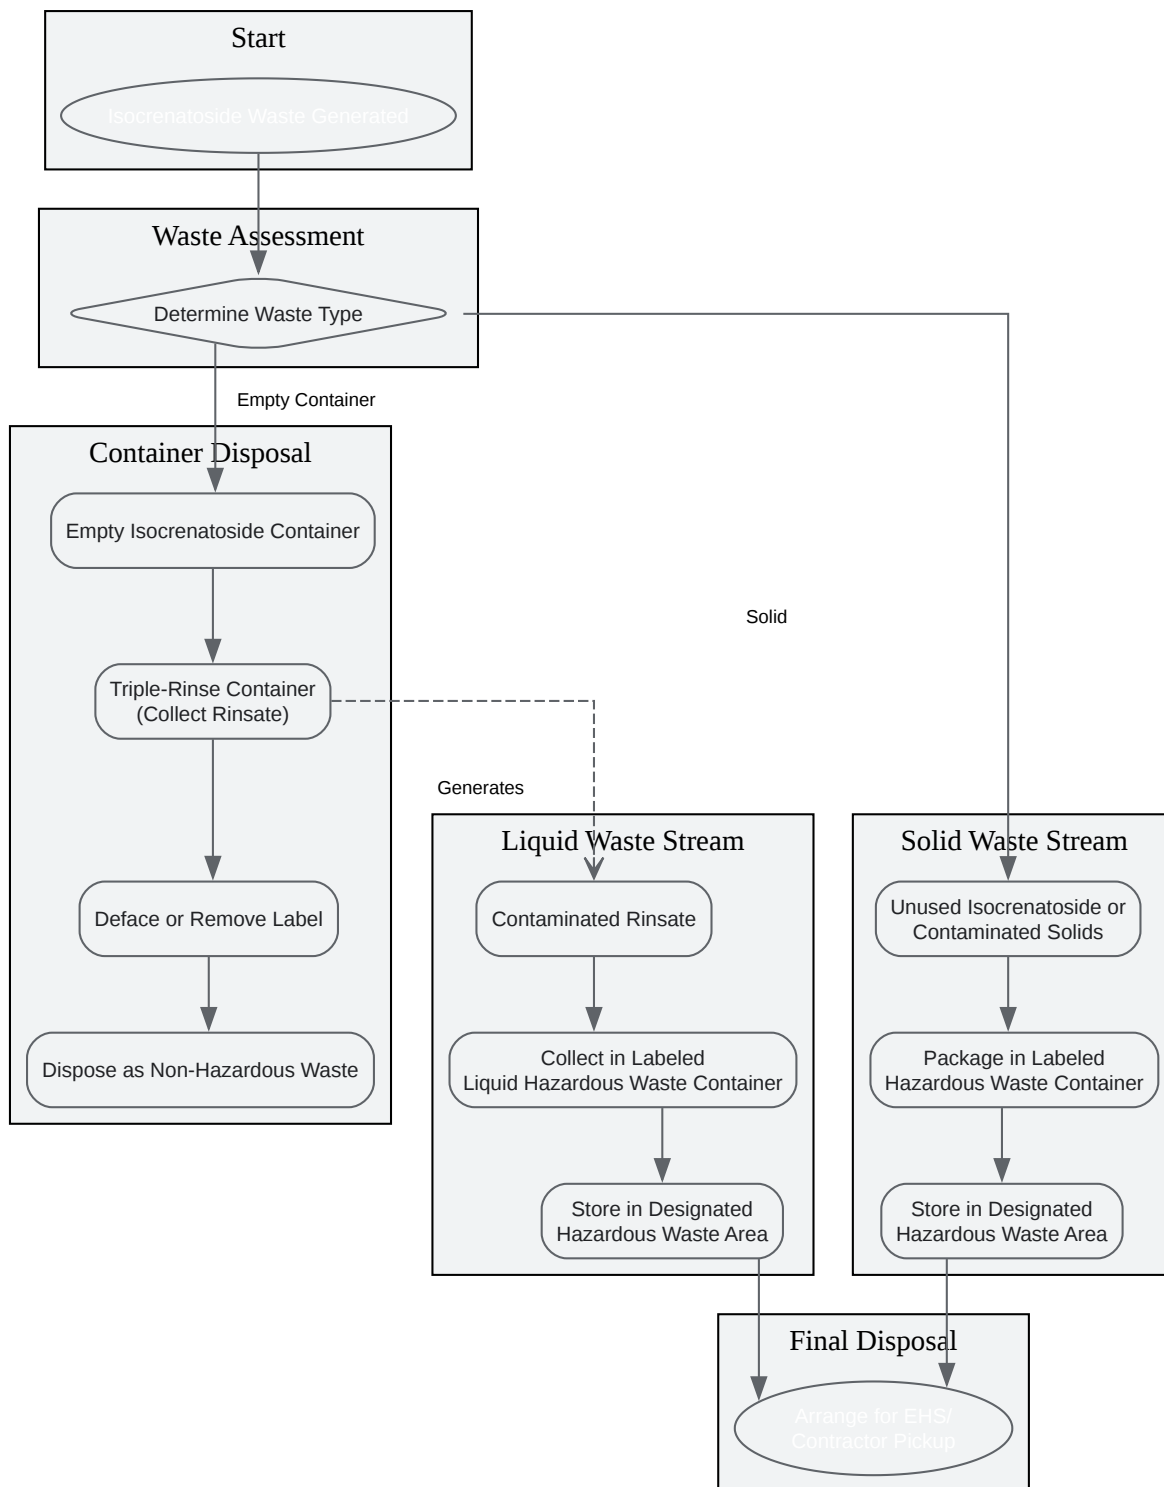 Start
Isocrenatoside Waste Generated
Waste Assessment
Determine Waste Type
Empty Container
Container Disposal
Empty Isocrenatoside Container
Solid
Triple-Rinse Container
(Collect Rinsate)
Generates
Liquid Waste Stream
Solid Waste Stream
Deface or Remove Label
Contaminated Rinsate
Unused Isocrenatoside or
Contaminated Solids
Dispose as Non-Hazardous Waste
Collect in Labeled
Liquid Hazardous Waste Container
Package in Labeled
Hazardous Waste Container
Store in Designated
Hazardous Waste Area
Store in Designated
Hazardous Waste Area
Final Disposal
Arrange for EHS/
Contractor Pickup